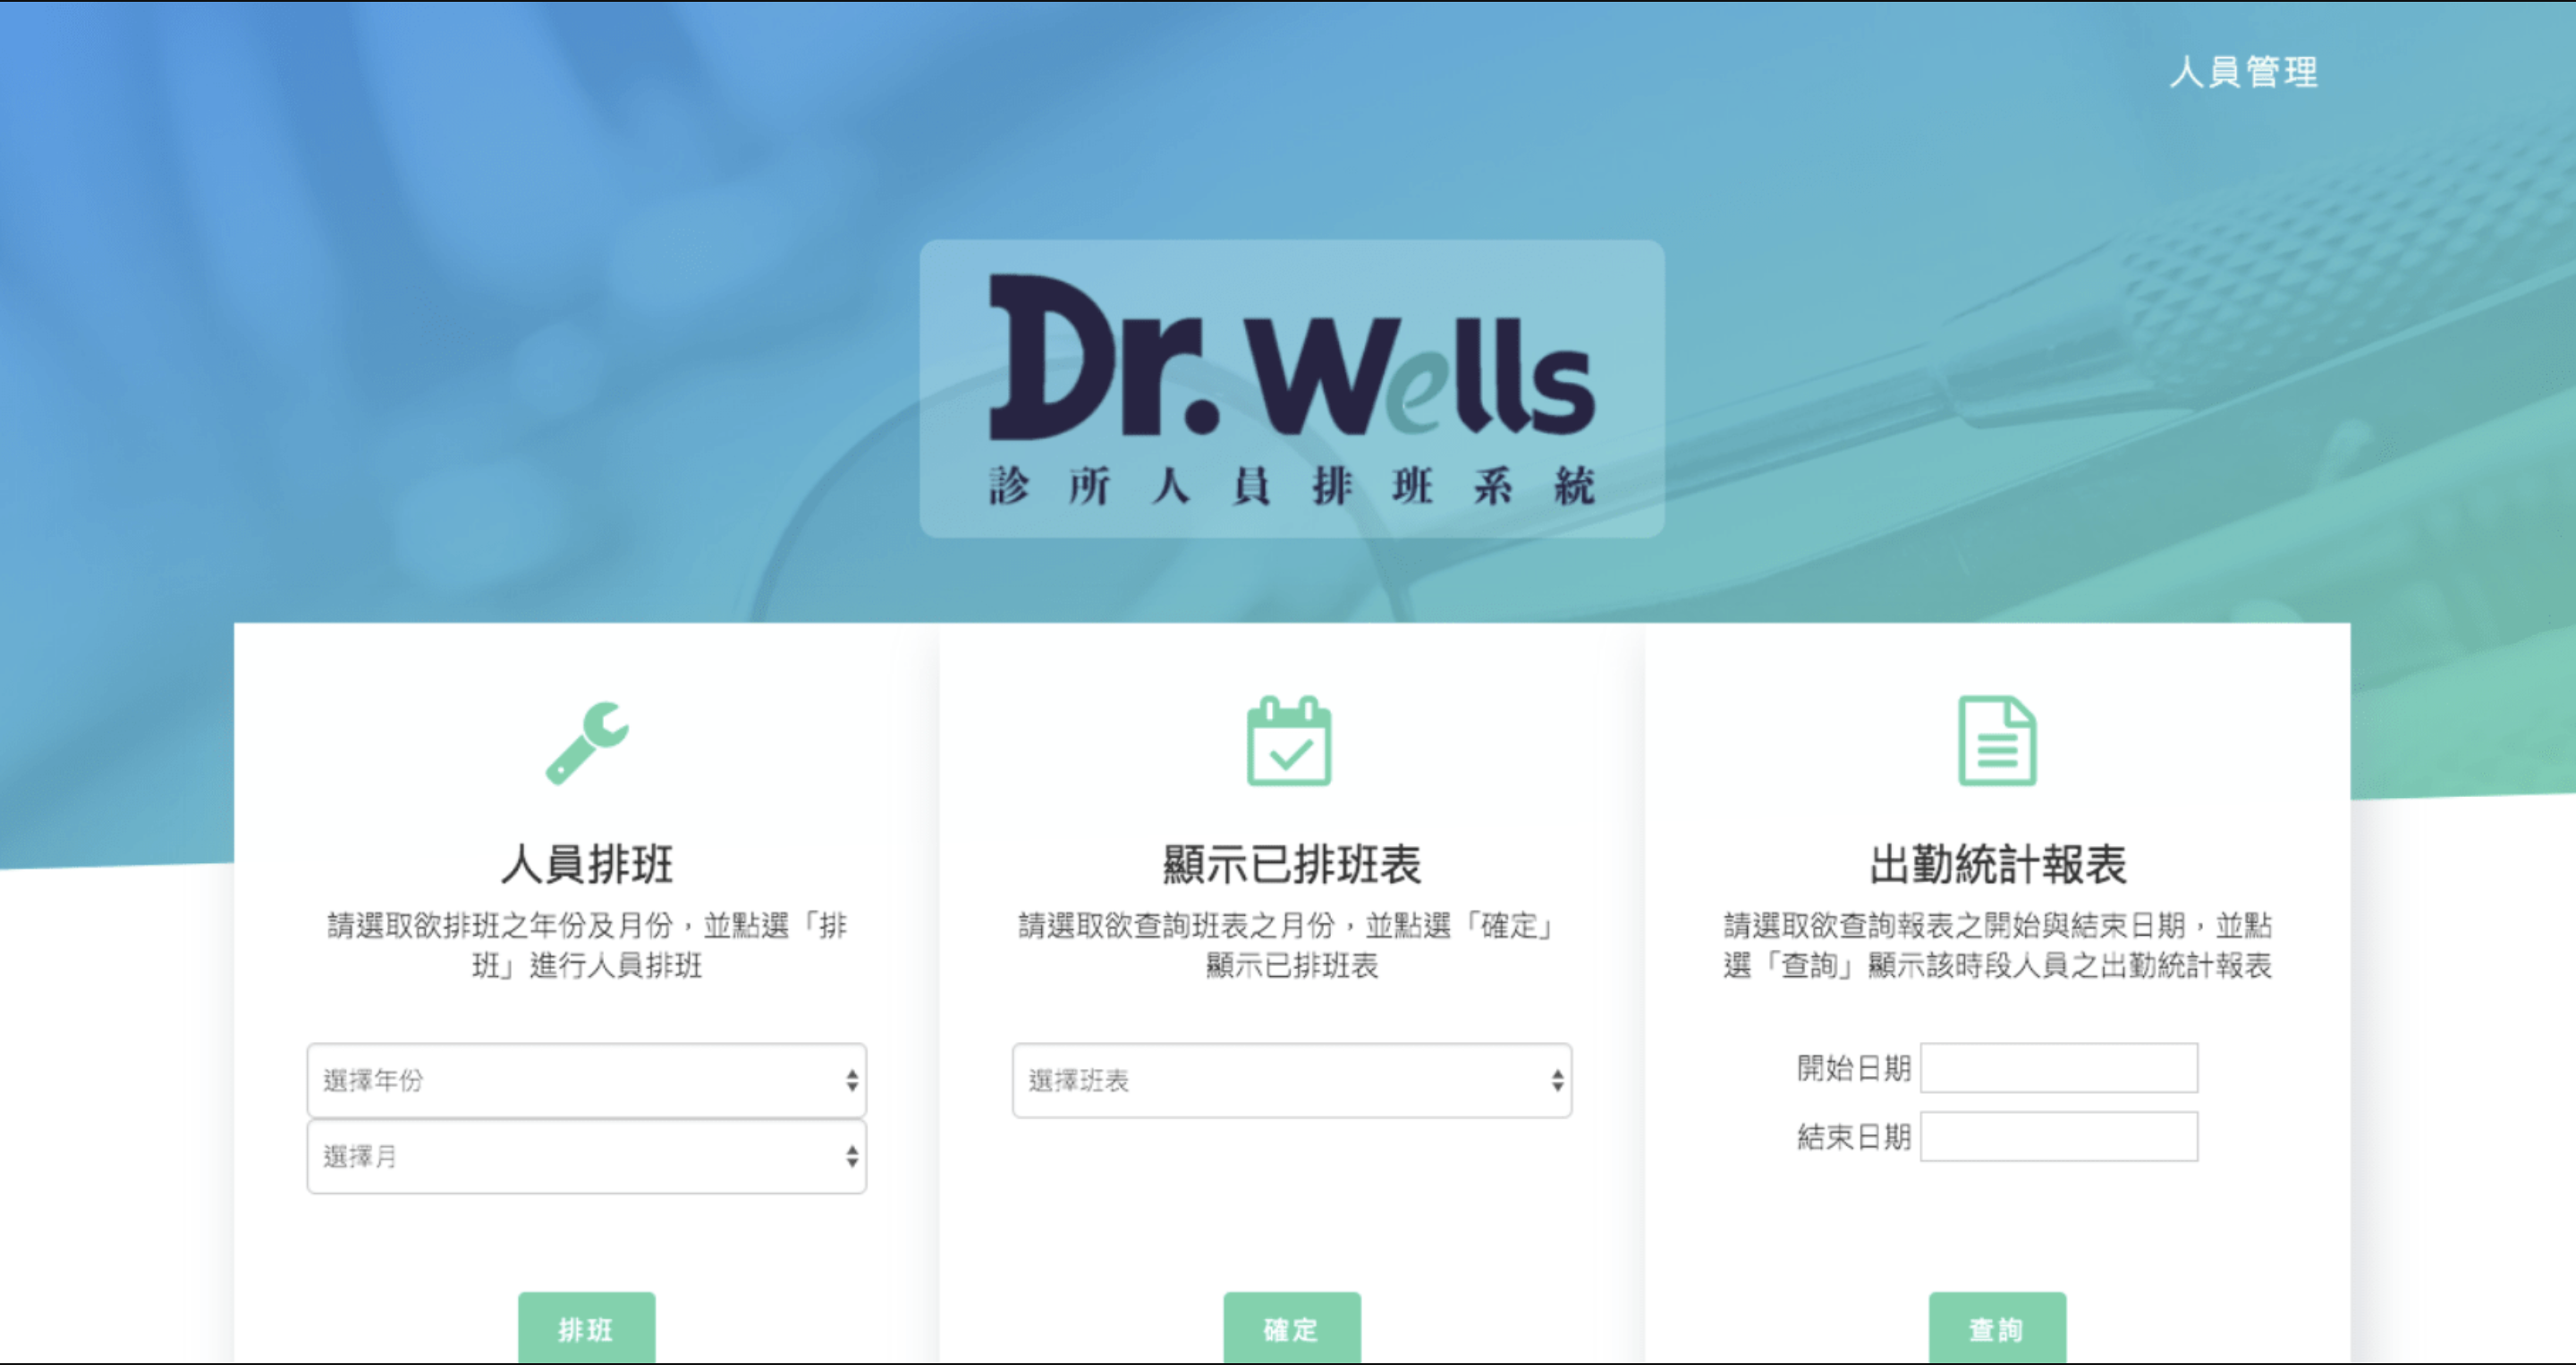 人員管理
Dr. Wells
診所人員排班系統
人員排班
請選取欲排班之年份及月份，並點選「排
班」進行人員排班
選擇年份
選擇月
排班
顯示已排班表
請選取欲查詢班表之月份，並點選「確定」
顯示已排班表
選擇班表
確定
出勤統計報表
請選取欲查詢報表之開始與結束日期，並點
選「查詢」顯示該時段人員之出勤統計報表
開始日期
結束日期
查詢